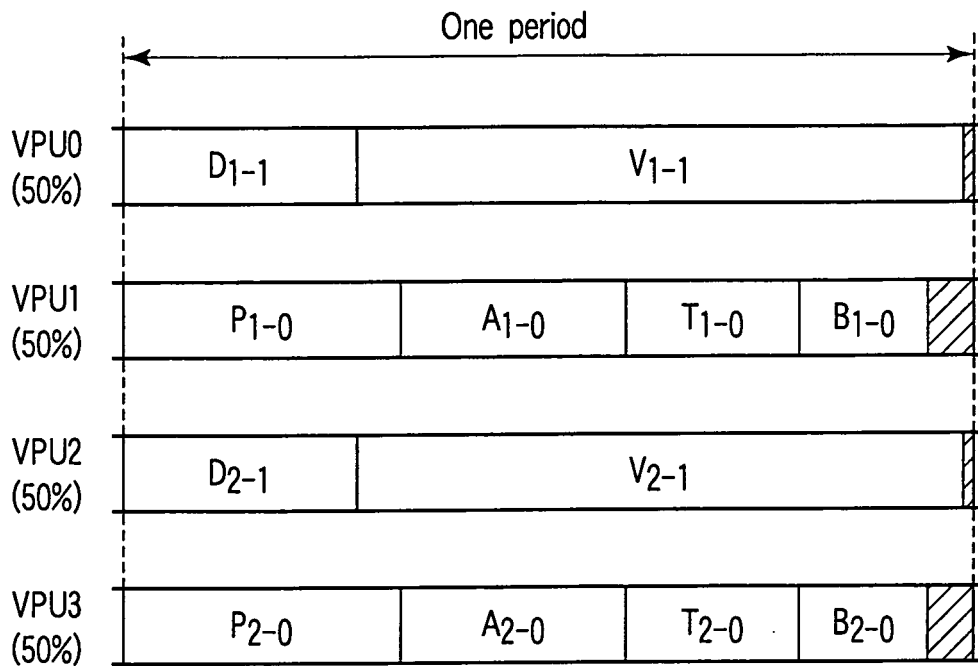 One period
VPU0
(50%)
D1-1 V1-1
VPU1
(50%)
P1-0 A1-0 T1-0 B1-0
VPU2
(50%)
D2-1 V2-1
VPU3
(50%)
P2-0 A2-0 T2-0 B2-0